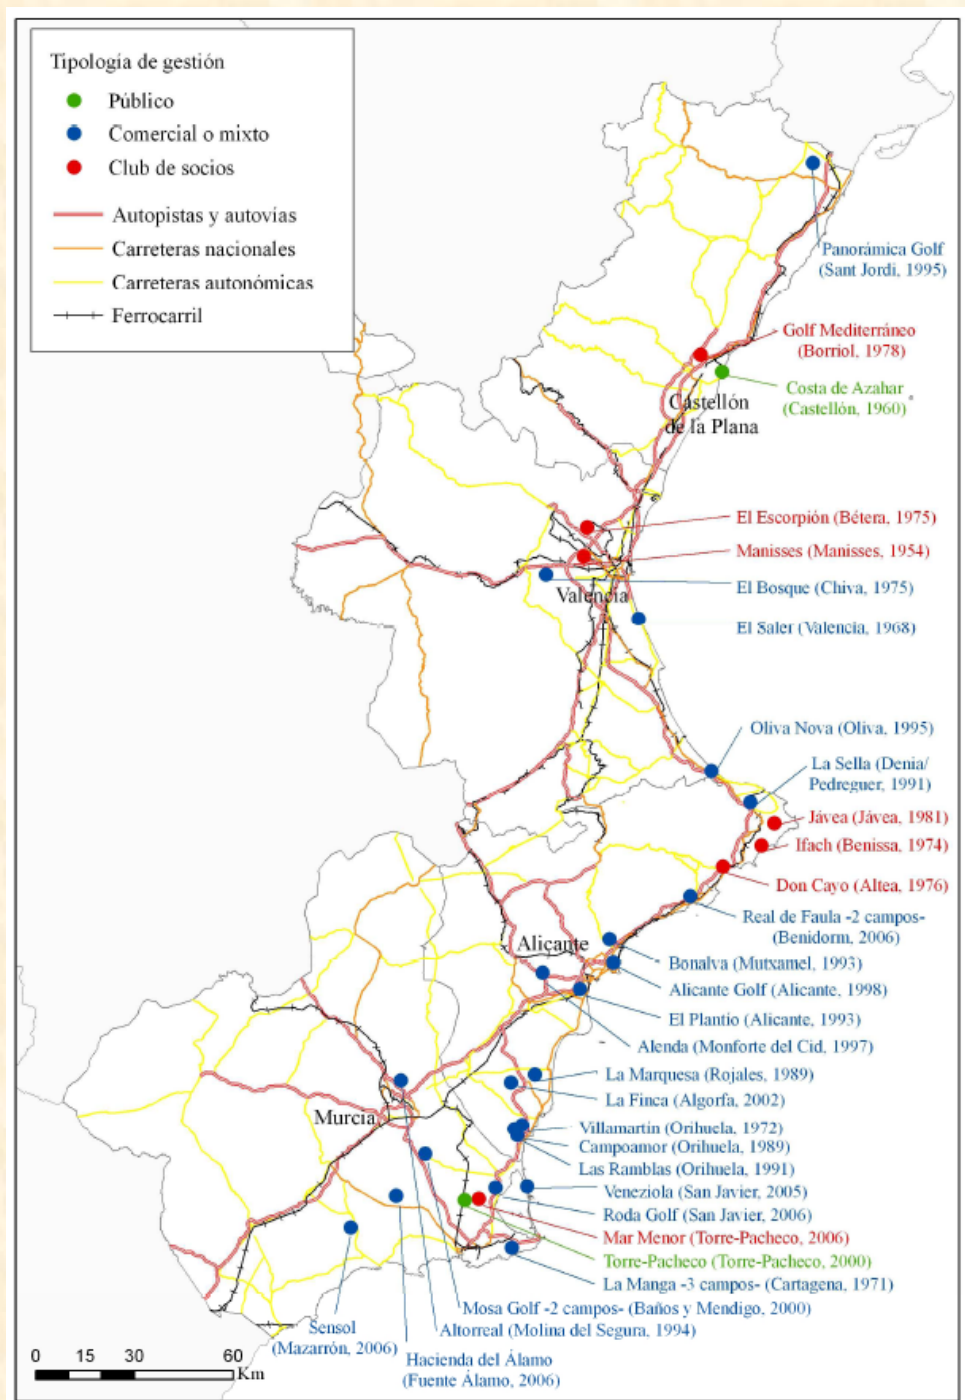 Tipología de gestión
Público
Comercial o mixto
Club de socios
Autopistas y autovías
Carreteras nacionales
Carreteras autonómicas
Ferrocarril
Panorámica Golf
(Sant Jordi, 1995)
Golf Mediterráneo
(Borriol, 1978)
Costa de Azahar
(Castellón, 1960)
Castellón
de la Plana
El Escorpión (Bétera, 1975)
Manisses (Manisses, 1954)
El Bosque (Chiva, 1975)
Valencia
El Saler (Valencia, 1968)
Oliva Nova (Oliva, 1995)
La Sella (Denia/
Pedreguer, 1991)
Jávea (Jávea, 1981)
Ifach (Benissa, 1974)
Don Cayo (Altea, 1976)
Real de Faula -2 campos-
(Benidorm, 2006)
Alicante
Bonalva (Mutxamel, 1993)
Alicante Golf (Alicante, 1998)
El Plantio (Alicante, 1993)
Alenda (Monforte del Cid, 1997)
La Marquesa (Rojales, 1989)
La Finca (Algorfa, 2002)
Murcia
Villamartín (Orihuela, 1972)
Campoamor (Orihuela, 1989)
Las Ramblas (Orihuela, 1991)
Veneziola (San Javier, 2005)
Roda Golf (San Javier, 2006)
Mar Menor (Torre-Pacheco, 2006)
Torre-Pacheco (Torre-Pacheco, 2000)
La Manga -3 campos- (Cartagena, 1971)
Mosa Golf -2 campos- (Baños y Mendigo, 2000)
Altorreal (Molina del Segura, 1994)
Sensol
(Mazarrón, 2006)
Hacienda del Álamo
(Fuente Álamo, 2006)
0 15 30 60
Km